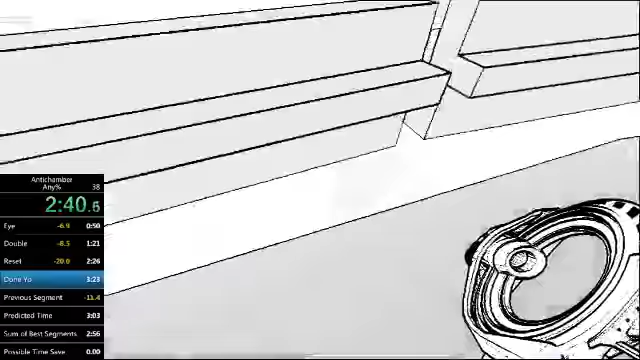 Antichamber
Any% 38
2:40.5
Eye -6.9 0:50
Double -8.5 1:21
Reset -20.0 2:26
Done Yo 3:23
Previous Segment -11.4
Predicted Time 3:03
Sum of Best Segments 2:56
Possible Time Save 0.00